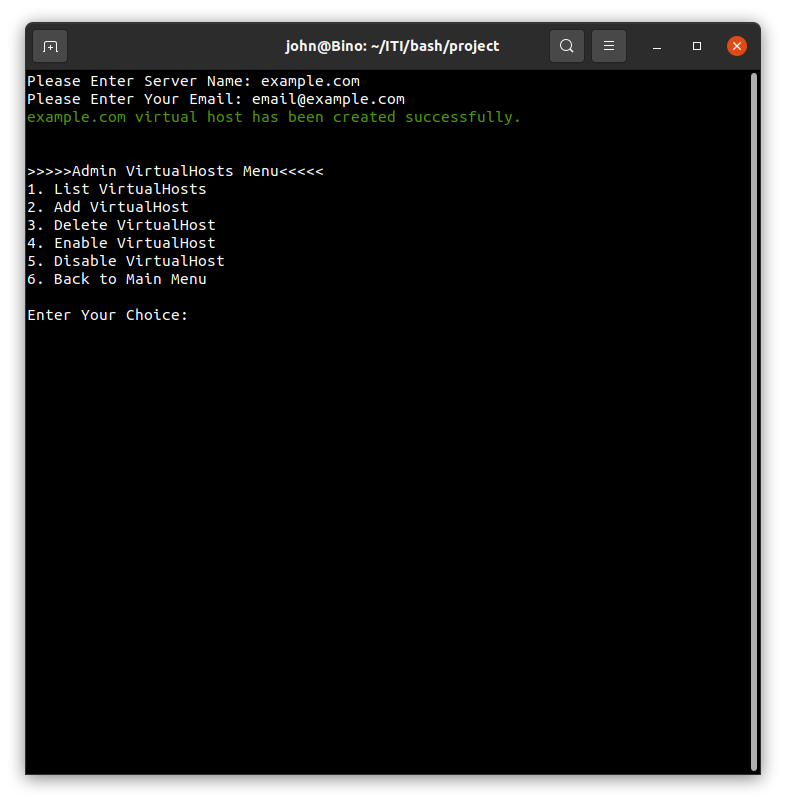 john@Bino: ~/ITI/bash/project
Please Enter Server Name: example.com
Please Enter Your Email: email@example.com
example.com virtual host has been created successfully.
>>>>>Admin VirtualHosts Menu<<<<<
1. List VirtualHosts
2. Add VirtualHost
3. Delete VirtualHost
4. Enable VirtualHost
5. Disable VirtualHost
6. Back to Main Menu
Enter Your Choice: